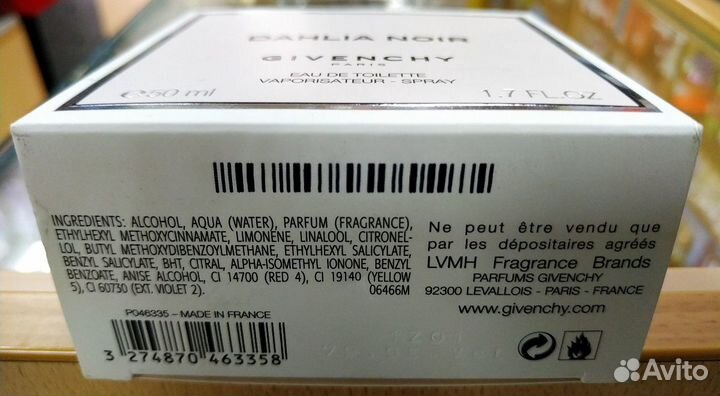 DAHLIA NOIR
GIVENCHY
PARIS
EAU DE TOILETTE
VAPORISATEUR - SPRAY
℮ 50 ml
1.7 FL.OZ
INGREDIENTS: ALCOHOL, AQUA (WATER), PARFUM (FRAGRANCE),
ETHYLHEXYL METHOXYCINNAMATE, LIMONENE, LINALOOL, CITRONEL-
LOL, BUTYL METHOXYDIBENZOYLMETHANE, ETHYLHEXYL SALICYLATE,
BENZYL SALICYLATE, BHT, CITRAL, ALPHA-ISOMETHYL IONONE, BENZYL
BENZOATE, ANISE ALCOHOL, CI 14700 (RED 4), CI 19140 (YELLOW
5), CI 60730 (EXT. VIOLET 2).
06466M
Ne peut être vendu que
par les dépositaires agréés
LVMH Fragrance Brands
PARFUMS GIVENCHY
92300 LEVALLOIS - PARIS - FRANCE
www.givenchy.com
P046335 – MADE IN FRANCE
3 274870 463358
Avito